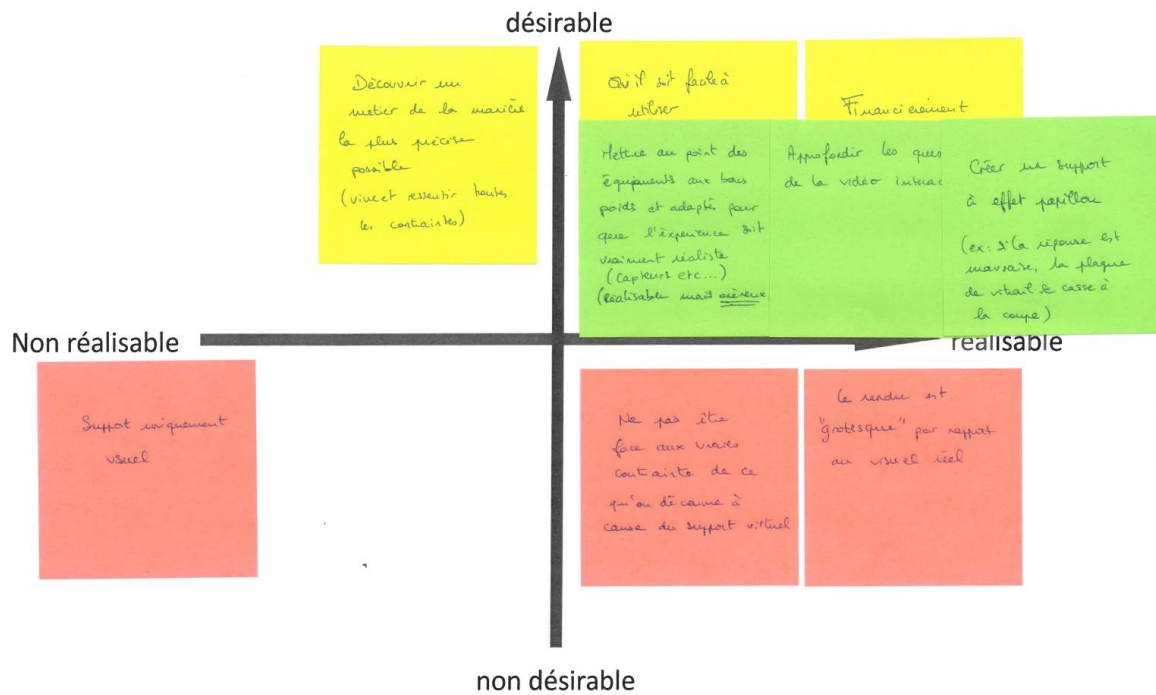 désirable
Découvrir un
metier de la manière
la plus précise
possible
(vivre et ressentir toutes
les contraintes)
Qu'il soit facile à
utiliser
Financièrement
Mettre au point des
équipements aux bons
poids et adaptés pour
que l'expérience soit
vraiment réaliste
(capteurs etc...)
(Réalisable mais onéreux
Approfondir les ques
de la vidéo interac
Créer un support
à effet papillon
(ex: si la réponse est
mauvaise, la plaque
de vitrail se casse à
la coupe)
Non réalisable
réalisable
Support uniquement
visuel
Ne pas être
face aux vraies
contrainte de ce
qu'on découvre à
cause du support virtuel
Le rendu est
"grotesque" par rapport
au visuel réel
non désirable